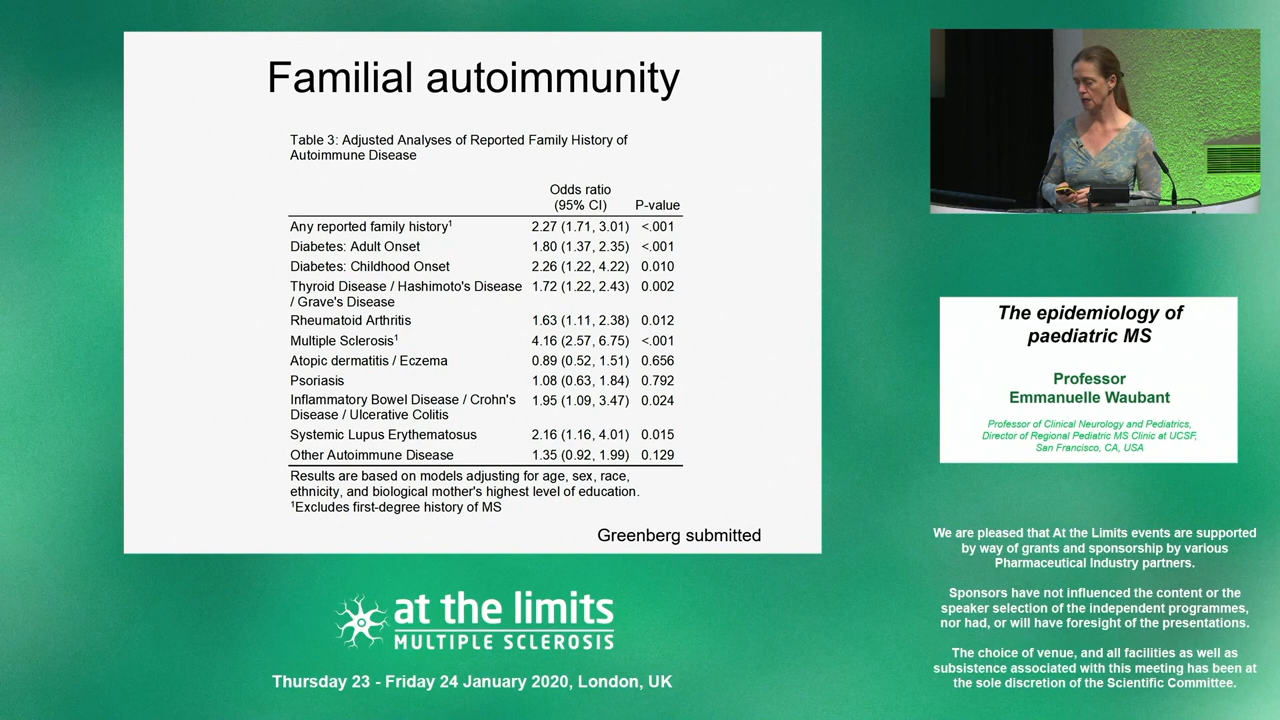 Familial autoimmunity
Table 3: Adjusted Analyses of Reported Family History of
Autoimmune Disease
Odds ratio
(95% CI) P-value
Any reported family history¹ 2.27 (1.71, 3.01) <.001
Diabetes: Adult Onset 1.80 (1.37, 2.35) <.001
Diabetes: Childhood Onset 2.26 (1.22, 4.22) 0.010
Thyroid Disease / Hashimoto's Disease 1.72 (1.22, 2.43) 0.002
/ Grave's Disease
Rheumatoid Arthritis 1.63 (1.11, 2.38) 0.012
Multiple Sclerosis¹ 4.16 (2.57, 6.75) <.001
Atopic dermatitis / Eczema 0.89 (0.52, 1.51) 0.656
Psoriasis 1.08 (0.63, 1.84) 0.792
Inflammatory Bowel Disease / Crohn's 1.95 (1.09, 3.47) 0.024
Disease / Ulcerative Colitis
Systemic Lupus Erythematosus 2.16 (1.16, 4.01) 0.015
Other Autoimmune Disease 1.35 (0.92, 1.99) 0.129
Results are based on models adjusting for age, sex, race,
ethnicity, and biological mother's highest level of education.
¹Excludes first-degree history of MS
Greenberg submitted
at the limits
MULTIPLE SCLEROSIS
Thursday 23 - Friday 24 January 2020, London, UK
The epidemiology of
paediatric MS
Professor
Emmanuelle Waubant
Professor of Clinical Neurology and Pediatrics,
Director of Regional Pediatric MS Clinic at UCSF,
San Francisco, CA, USA
We are pleased that At the Limits events are supported
by way of grants and sponsorship by various
Pharmaceutical Industry partners.
Sponsors have not influenced the content or the
speaker selection of the independent programmes,
nor had, or will have foresight of the presentations.
The choice of venue, and all facilities as well as
subsistence associated with this meeting has been at
the sole discretion of the Scientific Committee.